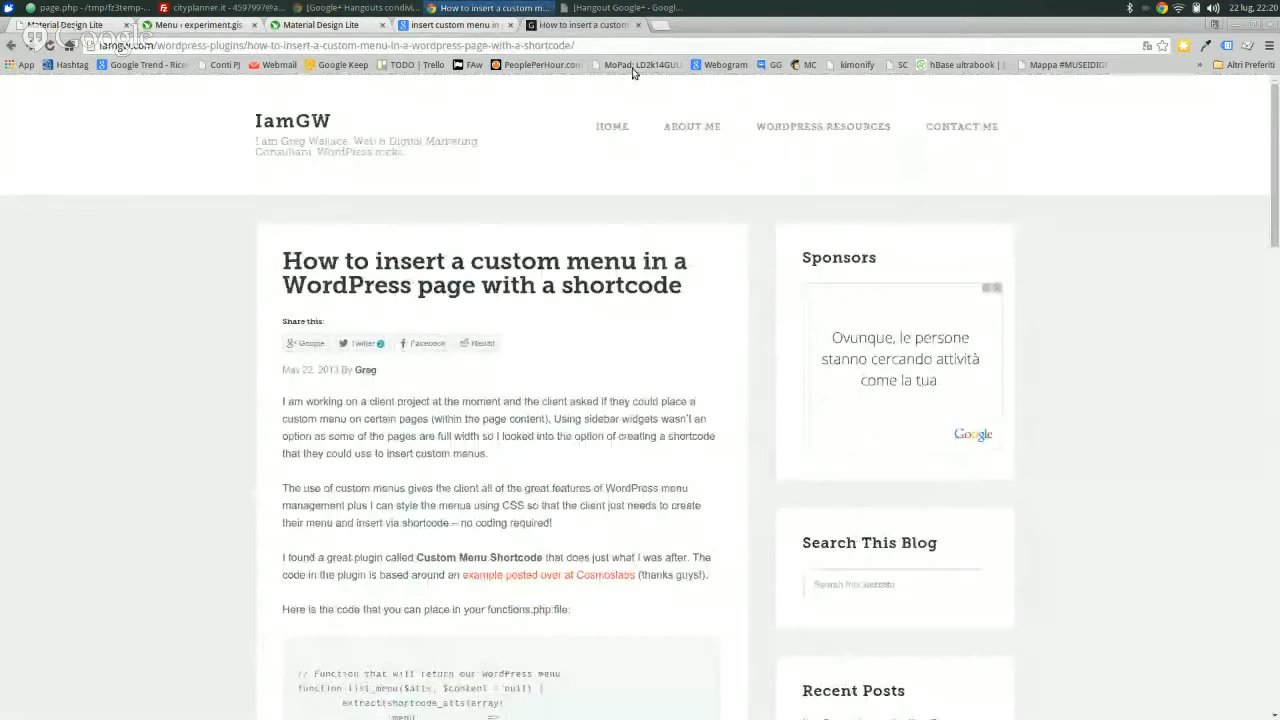 page.php - /tmp/fz3temp-...
cityplanner.it - 4597997@a...
[Google+ Hangouts condivi...
How to insert a custom m...
[Hangout Google+ - Googl...
22 lug, 22:20
Material Design
Menu + experiment.gis
Material Design Lite
insert custom menu in p
How to insert a custom
Google
iamgw.com/wordpress-plugins/how-to-insert-a-custom-menu-in-a-wordpress-page-with-a-shortcode/
App
Hashtag
Google Trend - Rice
Conti PJ
Webmail
Google Keep
TODO | Trello
FAw
PeoplePerHour.com
MoPad: LD2k14GULI
Webogram
GG
MC
kimonify
SC
hBase ultrabook |
Mappa #MUSEIDIGI
» Altri Preferiti
IamGW
I am Greg Wallace. Web & Digital Marketing
Consultant. WordPress rocks.
HOME
ABOUT ME
WORDPRESS RESOURCES
CONTACT ME
How to insert a custom menu in a
WordPress page with a shortcode
Share this:
Google
Twitter 2
Facebook
Reddit
May 22, 2013 By Greg
I am working on a client project at the moment and the client asked if they could place a
custom menu on certain pages (within the page content). Using sidebar widgets wasn't an
option as some of the pages are full width so I looked into the option of creating a shortcode
that they could use to insert custom menus.
The use of custom menus gives the client all of the great features of WordPress menu
management plus I can style the menus using CSS so that the client just needs to create
their menu and insert via shortcode – no coding required!
I found a great plugin called Custom Menu Shortcode that does just what I was after. The
code in the plugin is based around an example posted over at Cosmoslabs (thanks guys!).
Here is the code that you can place in your functions.php file:
// Function that will return our WordPress menu
function list_menu($atts, $content = null) {
extract(shortcode_atts(array(
'menu' =>
Sponsors
Ovunque, le persone
stanno cercando attività
come la tua.
Google
Search This Blog
Search this website
Recent Posts